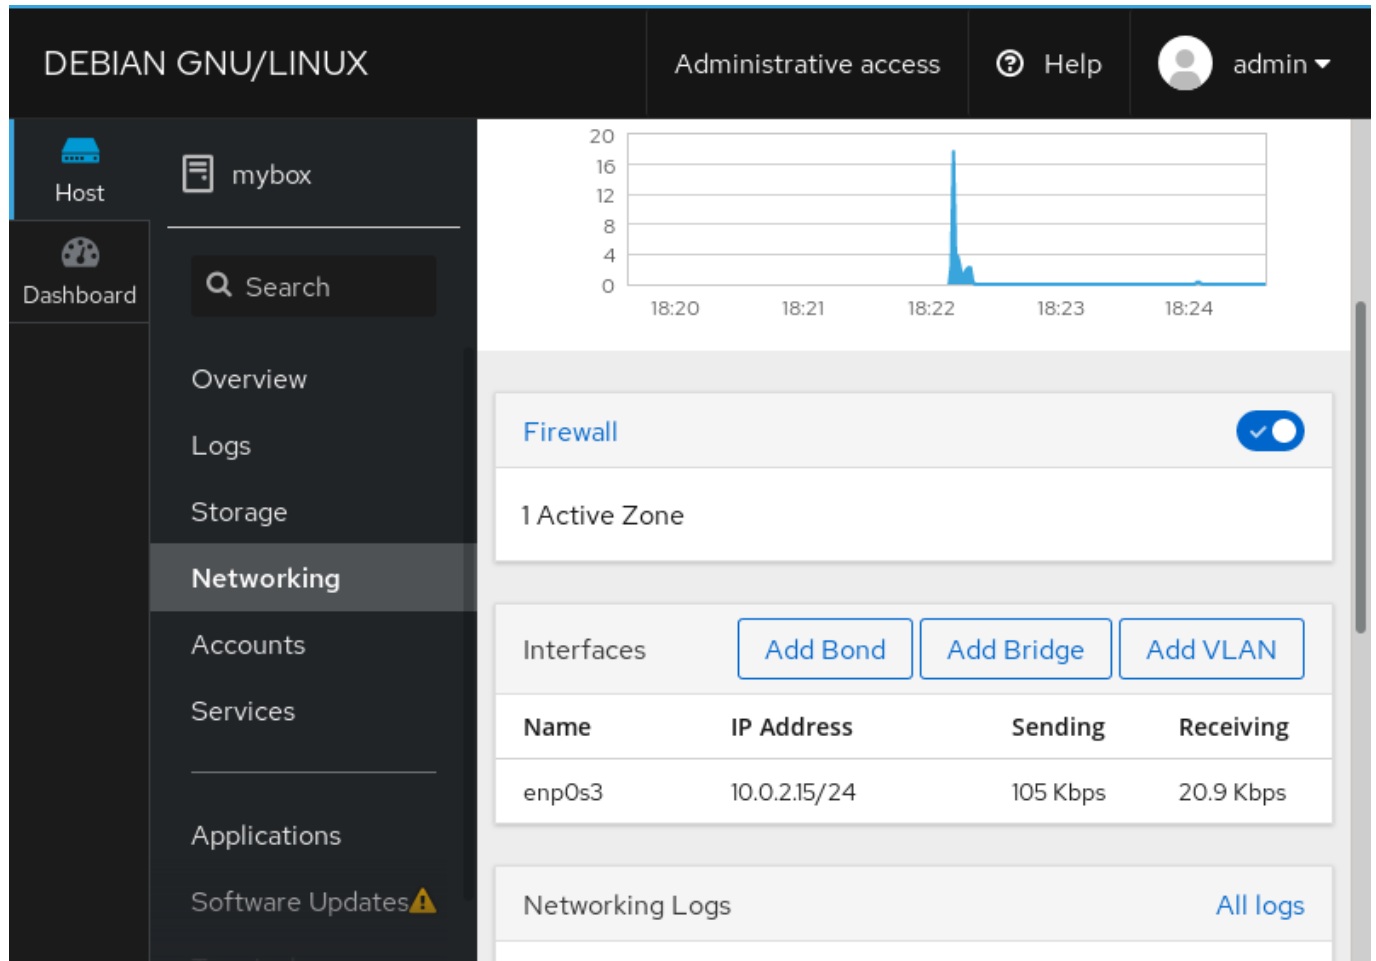 DEBIAN GNU/LINUX
Administrative access
Help
admin
Host
Dashboard
mybox
Search
Overview
Logs
Storage
Networking
Accounts
Services
Applications
Software Updates
20
16
12
8
4
0
18:20 18:21 18:22 18:23 18:24
Firewall
1 Active Zone
Interfaces Add Bond Add Bridge Add VLAN
Name IP Address Sending Receiving
enp0s3 10.0.2.15/24 105 Kbps 20.9 Kbps
Networking Logs All logs